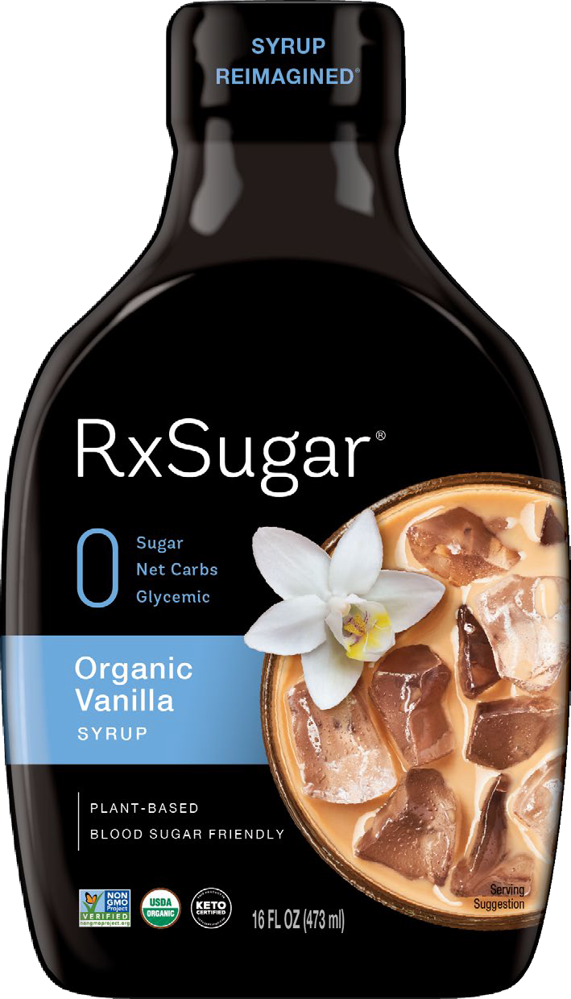 SYRUP
REIMAGINED®
RxSugar®
0
Sugar
Net Carbs
Glycemic
Organic
Vanilla
SYRUP
PLANT-BASED
BLOOD SUGAR FRIENDLY
NON
GMO
Project
VERIFIED
nongmoproject.org
USDA
ORGANIC
KETO
CERTIFIED
16 FL OZ (473 ml)
Serving
Suggestion